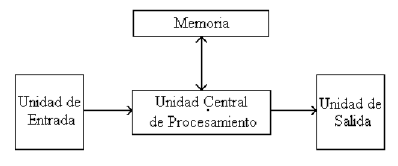 Memoria
Unidad de
Entrada
Unidad Central
de Procesamiento
Unidad de
Salida